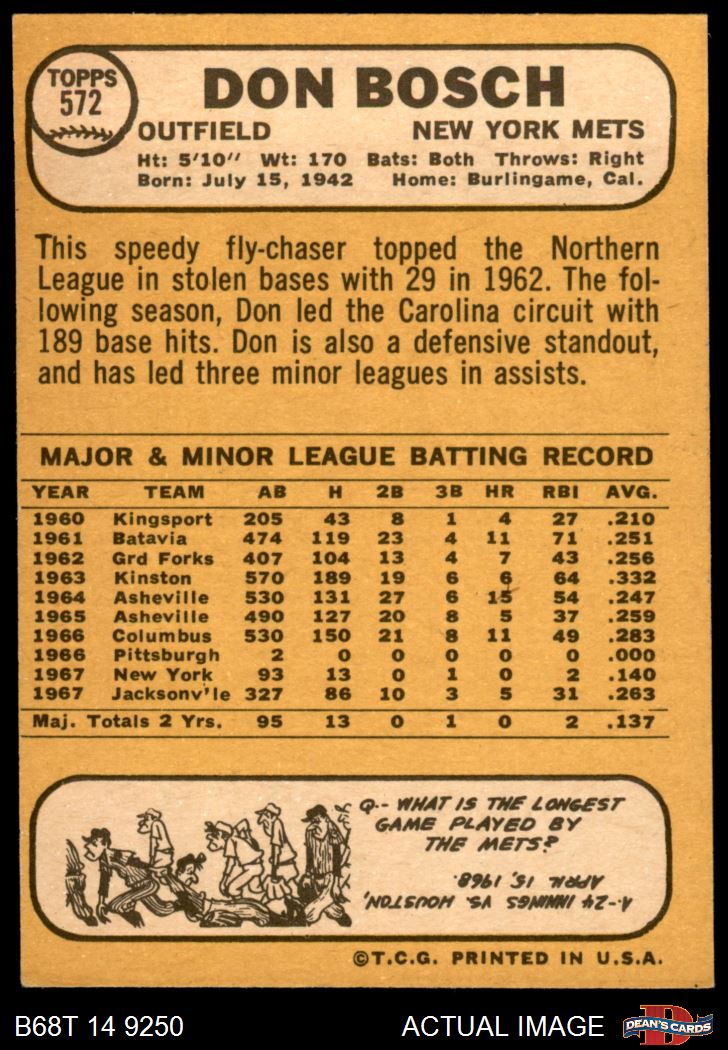 TOPPS
572
DON BOSCH
OUTFIELD NEW YORK METS
Ht: 5'10" Wt: 170 Bats: Both Throws: Right
Born: July 15, 1942 Home: Burlingame, Cal.
This speedy fly-chaser topped the Northern
League in stolen bases with 29 in 1962. The fol-
lowing season, Don led the Carolina circuit with
189 base hits. Don is also a defensive standout,
and has led three minor leagues in assists.
MAJOR & MINOR LEAGUE BATTING RECORD
YEAR TEAM AB H 2B 3B HR RBI AVG.
1960 Kingsport 205 43 8 1 4 27 .210
1961 Batavia 474 119 23 4 11 71 .251
1962 Grd Forks 407 104 13 4 7 43 .256
1963 Kinston 570 189 19 6 6 64 .332
1964 Asheville 530 131 27 6 15 54 .247
1965 Asheville 490 127 20 8 5 37 .259
1966 Columbus 530 150 21 8 11 49 .283
1966 Pittsburgh 2 0 0 0 0 0 .000
1967 New York 93 13 0 1 0 2 .140
1967 Jacksonv'le 327 86 10 3 5 31 .263
Maj. Totals 2 Yrs. 95 13 0 1 0 2 .137
Q-- WHAT IS THE LONGEST
GAME PLAYED BY
THE METS?
A-- 24 INNINGS VS. HOUSTON,
APRIL 15, 1968.
©T.C.G. PRINTED IN U.S.A.
B68T 14 9250 ACTUAL IMAGE
D
DEAN'S CARDS